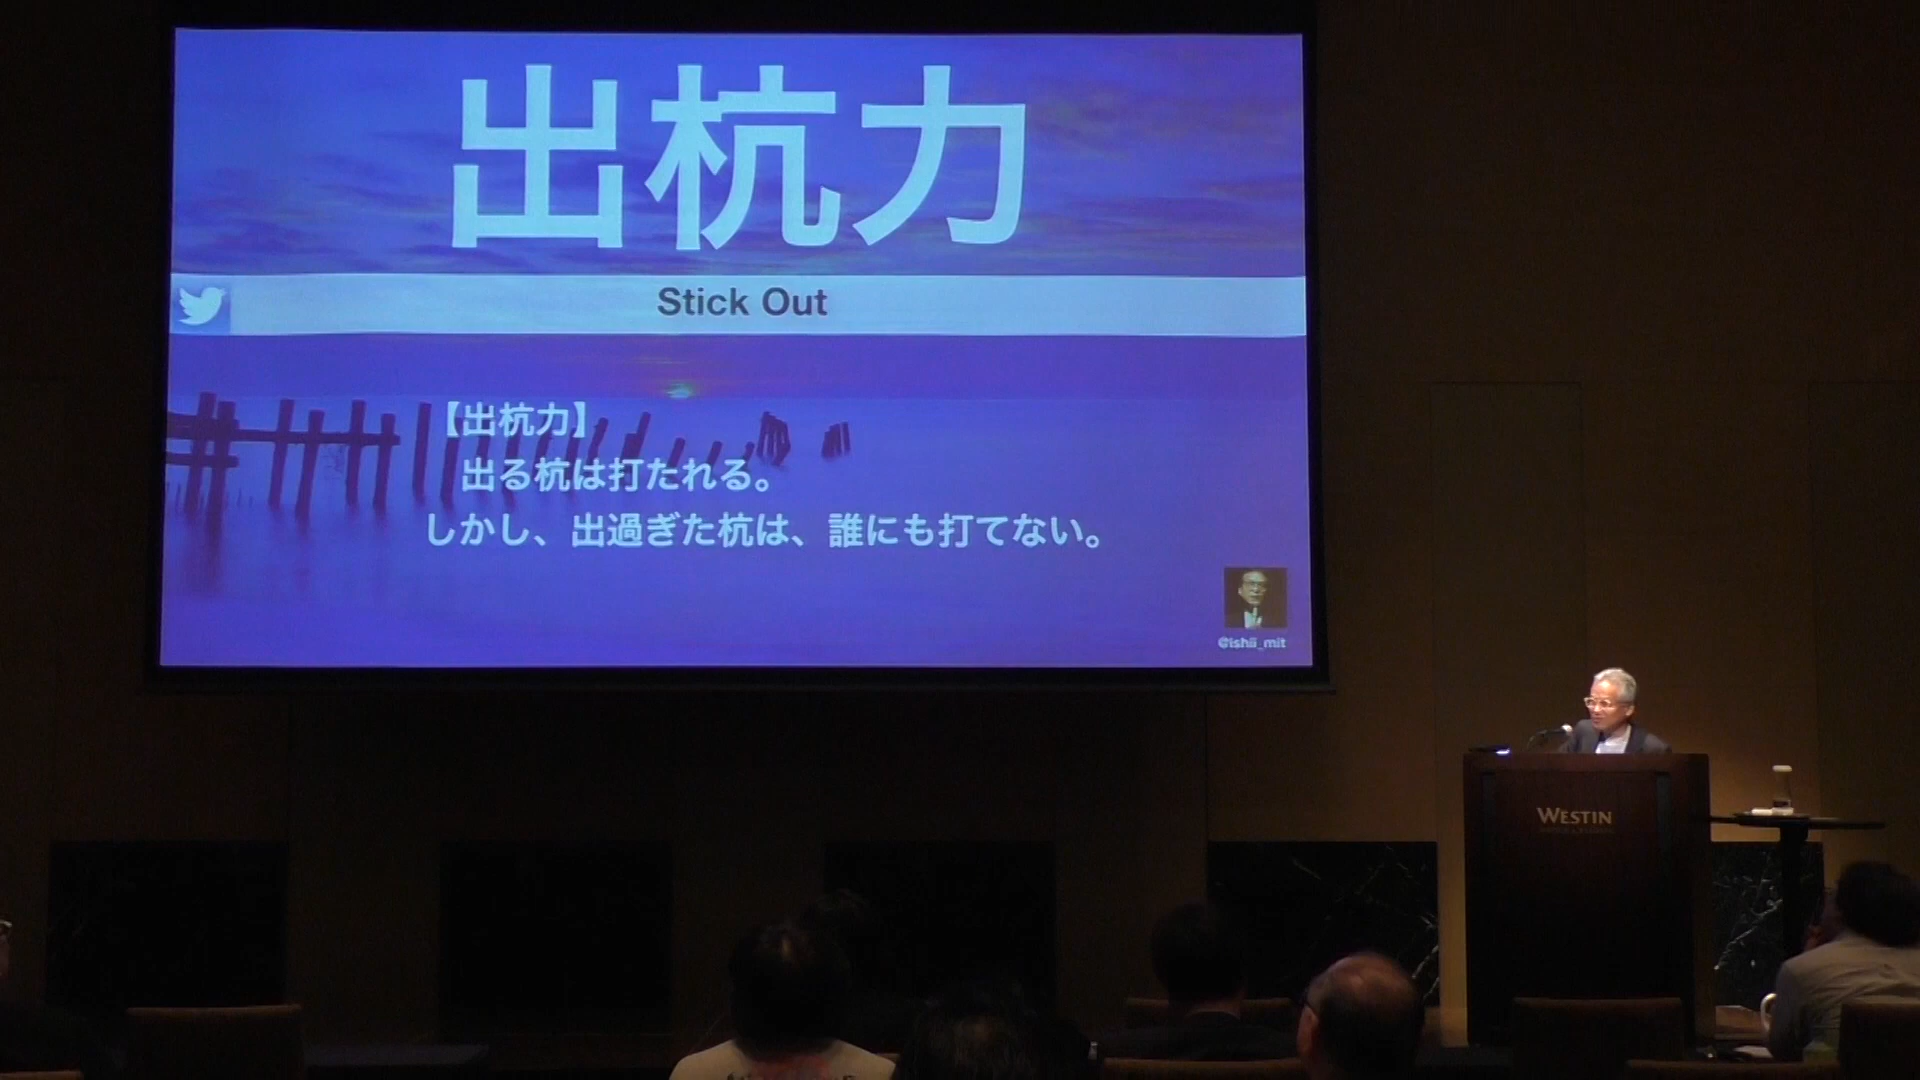 出杭力
Stick Out
【出杭力】
出る杭は打たれる。
しかし、出過ぎた杭は、誰にも打てない。
@ishii_mit
WESTIN